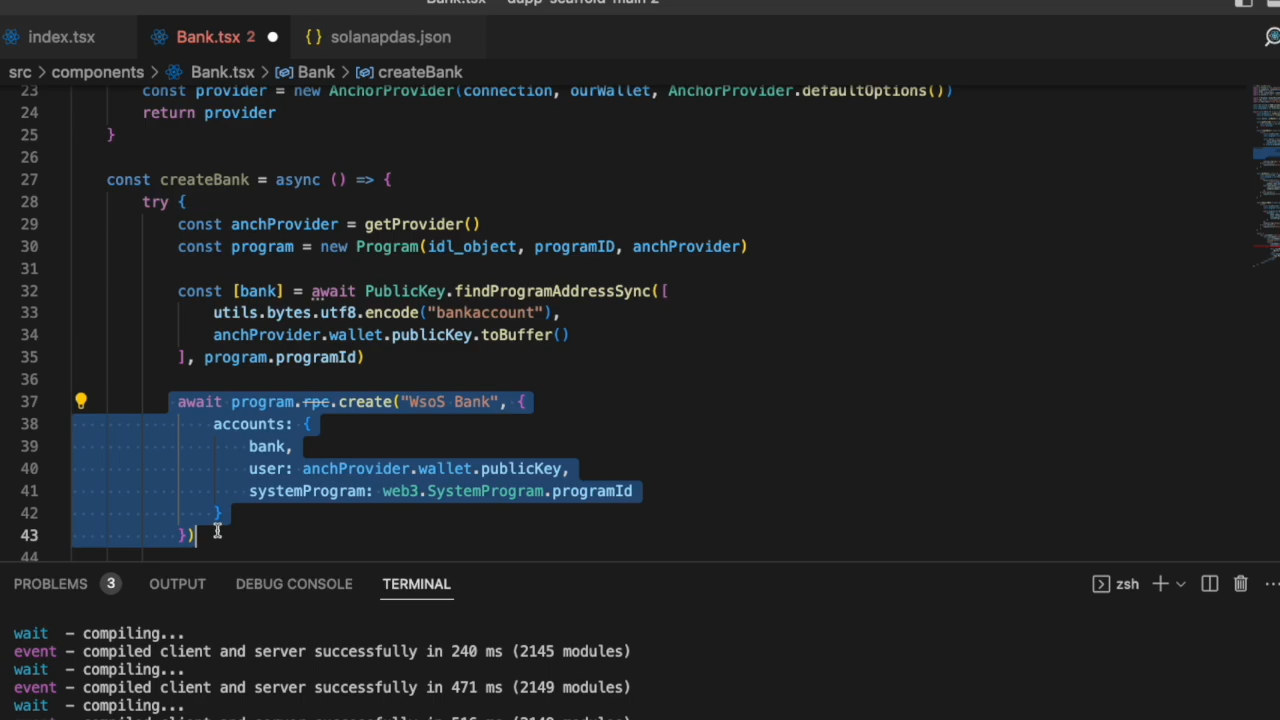 Bank.tsx — dapp-scaffold-main 2
index.tsx Bank.tsx 2 {} solanapdas.json
src > components > Bank.tsx > Bank > createBank
23 const provider = new AnchorProvider(connection, ourWallet, AnchorProvider.defaultOptions())
24 return provider
25 }
26
27 const createBank = async () => {
28 try {
29 const anchProvider = getProvider()
30 const program = new Program(idl_object, programID, anchProvider)
31
32 const [bank] = await PublicKey.findProgramAddressSync([
33 utils.bytes.utf8.encode("bankaccount"),
34 anchProvider.wallet.publicKey.toBuffer()
35 ], program.programId)
36
37 await program.rpc.create("WsoS Bank", {
38 accounts: {
39 bank,
40 user: anchProvider.wallet.publicKey,
41 systemProgram: web3.SystemProgram.programId
42 }
43 })
44
PROBLEMS 3 OUTPUT DEBUG CONSOLE TERMINAL zsh
wait - compiling...
event - compiled client and server successfully in 240 ms (2145 modules)
wait - compiling...
event - compiled client and server successfully in 471 ms (2149 modules)
wait - compiling...